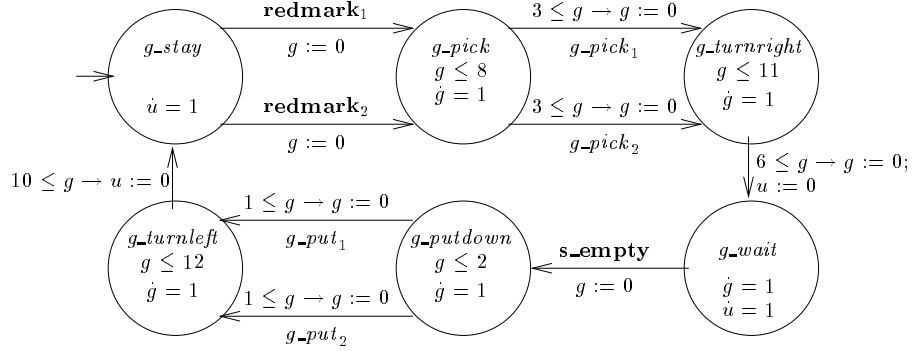 g_stay
u̇ = 1
redmark₁
g := 0
redmark₂
g := 0
g_pick
g ≤ 8
ġ = 1
3 ≤ g → g := 0
g_pick₁
3 ≤ g → g := 0
g_pick₂
g_turnright
g ≤ 11
ġ = 1
6 ≤ g → g := 0;
u := 0
10 ≤ g → u := 0
g_turnleft
g ≤ 12
ġ = 1
1 ≤ g → g := 0
g_put₁
1 ≤ g → g := 0
g_put₂
g_putdown
g ≤ 2
ġ = 1
s_empty
g := 0
g_wait
ġ = 1
u̇ = 1